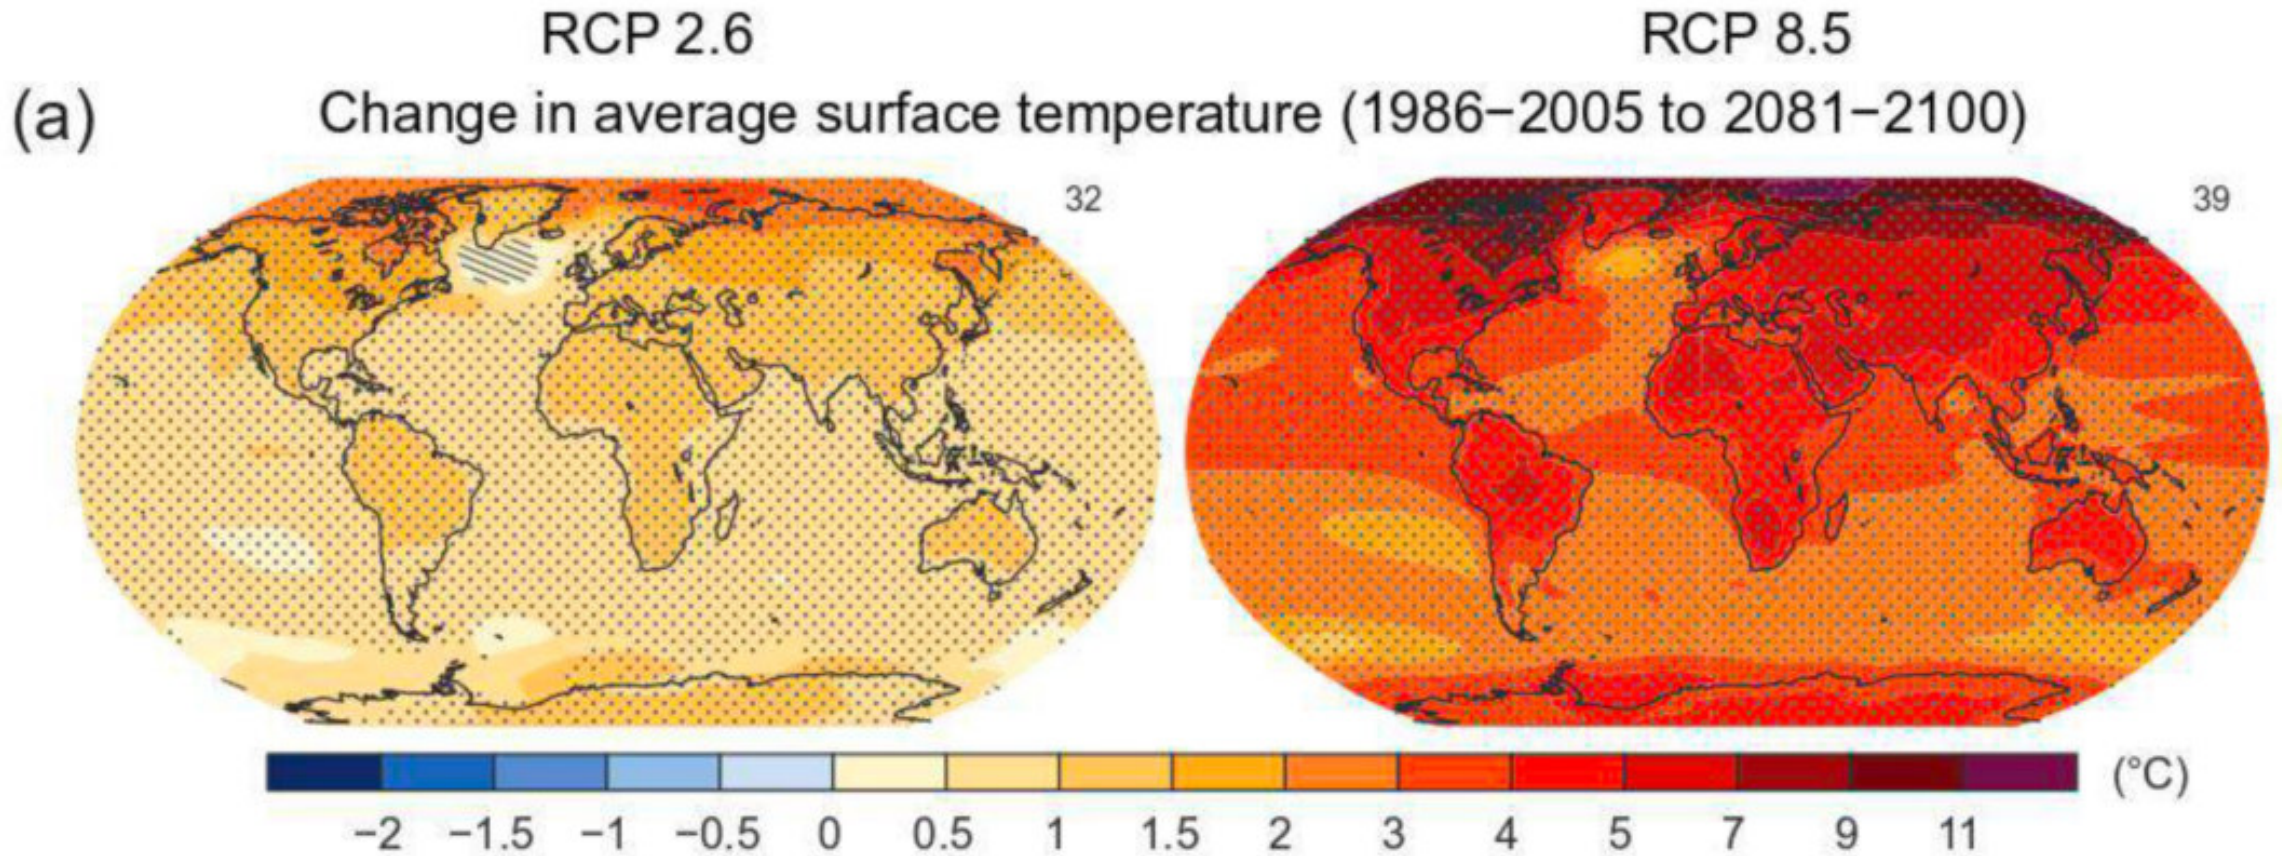 RCP 2.6 RCP 8.5
(a) Change in average surface temperature (1986−2005 to 2081−2100)
32 39
(°C)
−2 −1.5 −1 −0.5 0 0.5 1 1.5 2 3 4 5 7 9 11